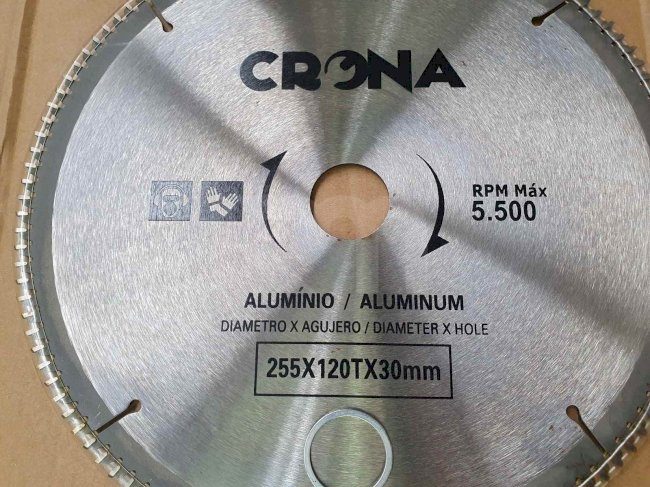 CRONA
RPM Máx
5.500
ALUMÍNIO / ALUMINUM
DIAMETRO X AGUJERO / DIAMETER X HOLE
255X120TX30mm